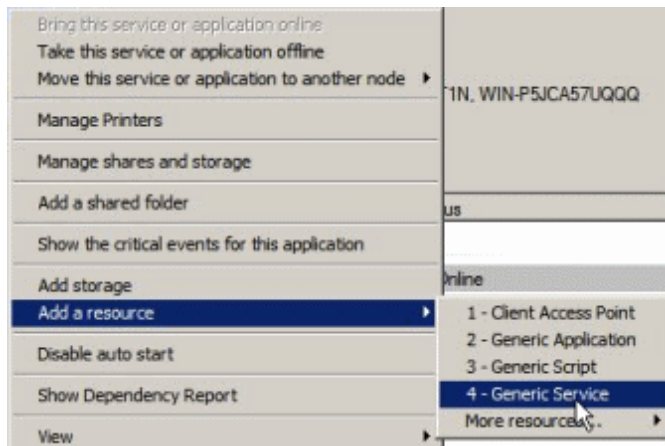 Bring this service or application online
Take this service or application offline
Move this service or application to another node
1N, WIN-P5JCA57UQQQ
Manage Printers
Manage shares and storage
Add a shared folder
us
Show the critical events for this application
Add storage
nline
Add a resource
1 - Client Access Point
2 - Generic Application
Disable auto start
3 - Generic Script
4 - Generic Service
Show Dependency Report
More resources...
View